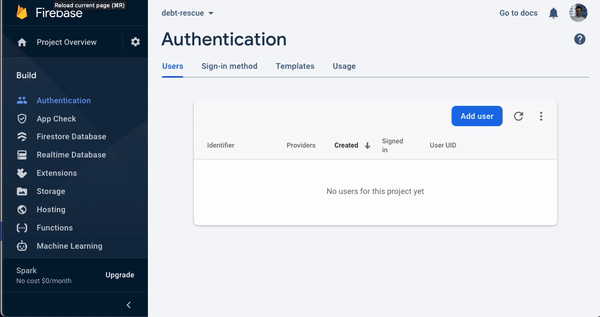 Reload current page (⌘R)
Firebase
Project Overview
Build
Authentication
App Check
Firestore Database
Realtime Database
Extensions
Storage
Hosting
Functions
Machine Learning
Spark
No cost $0/month
Upgrade
debt-rescue
Go to docs
Authentication
Users Sign-in method Templates Usage
Add user
Identifier Providers Created Signed in User UID
No users for this project yet